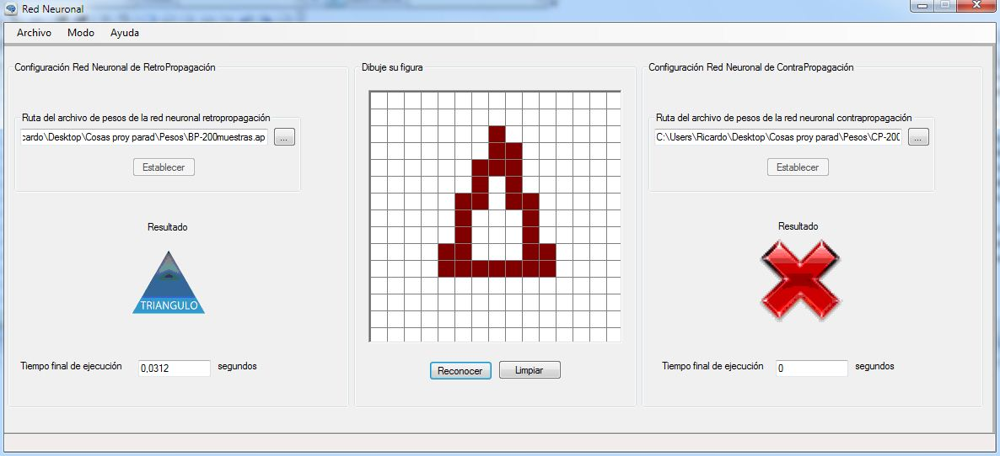 Red Neuronal
Archivo Modo Ayuda
Configuración Red Neuronal de RetroPropagación
Ruta del archivo de pesos de la red neuronal retropropagación
cardo\Desktop\Cosas proy parad\Pesos\BP-200muestras.ap
...
Establecer
Resultado
TRIANGULO
Tiempo final de ejecución 0,0312 segundos
Dibuje su figura
Reconocer Limpiar
Configuración Red Neuronal de ContraPropagación
Ruta del archivo de pesos de la red neuronal contrapropagación
C:\Users\Ricardo\Desktop\Cosas proy parad\Pesos\CP-200
...
Establecer
Resultado
Tiempo final de ejecución 0 segundos